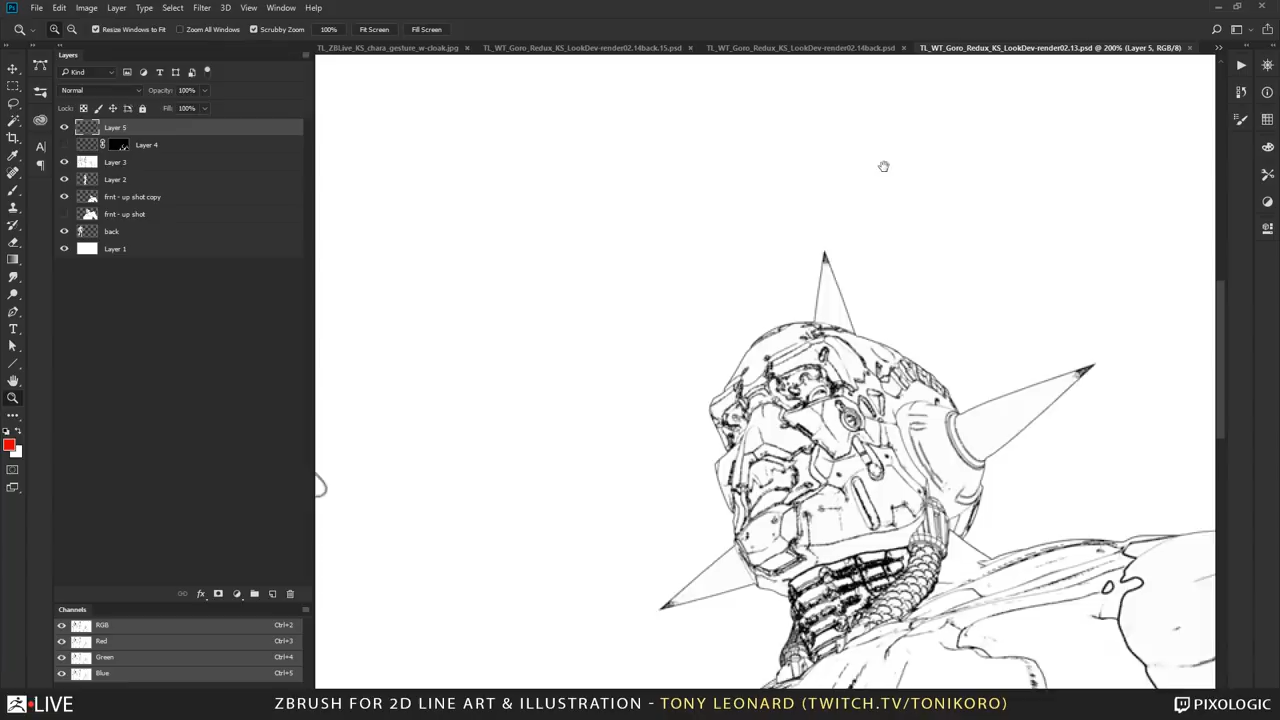 Ps File Edit Image Layer Type Select Filter 3D View Window Help
Resize Windows to Fit Zoom All Windows Scrubby Zoom 100% Fit Screen Fill Screen
TL_ZBLive_KS_chara_gesture_w-cloak.jpg TL_WT_Goro_Redux_KS_LookDev-render02.14back.15.psd TL_WT_Goro_Redux_KS_LookDev-render02.14back.psd TL_WT_Goro_Redux_KS_LookDev-render02.13.psd @ 200% (Layer 5, RGB/8)
Layers
Kind
Normal Opacity: 100%
Lock: Fill: 100%
Layer 5
Layer 4
Layer 3
Layer 2
frnt - up shot copy
frnt - up shot
back
Layer 1
fx
Channels
RGB Ctrl+2
Red Ctrl+3
Green Ctrl+4
Blue Ctrl+5
LIVE ZBRUSH FOR 2D LINE ART & ILLUSTRATION - TONY LEONARD (TWITCH.TV/TONIKORO) PIXOLOGIC